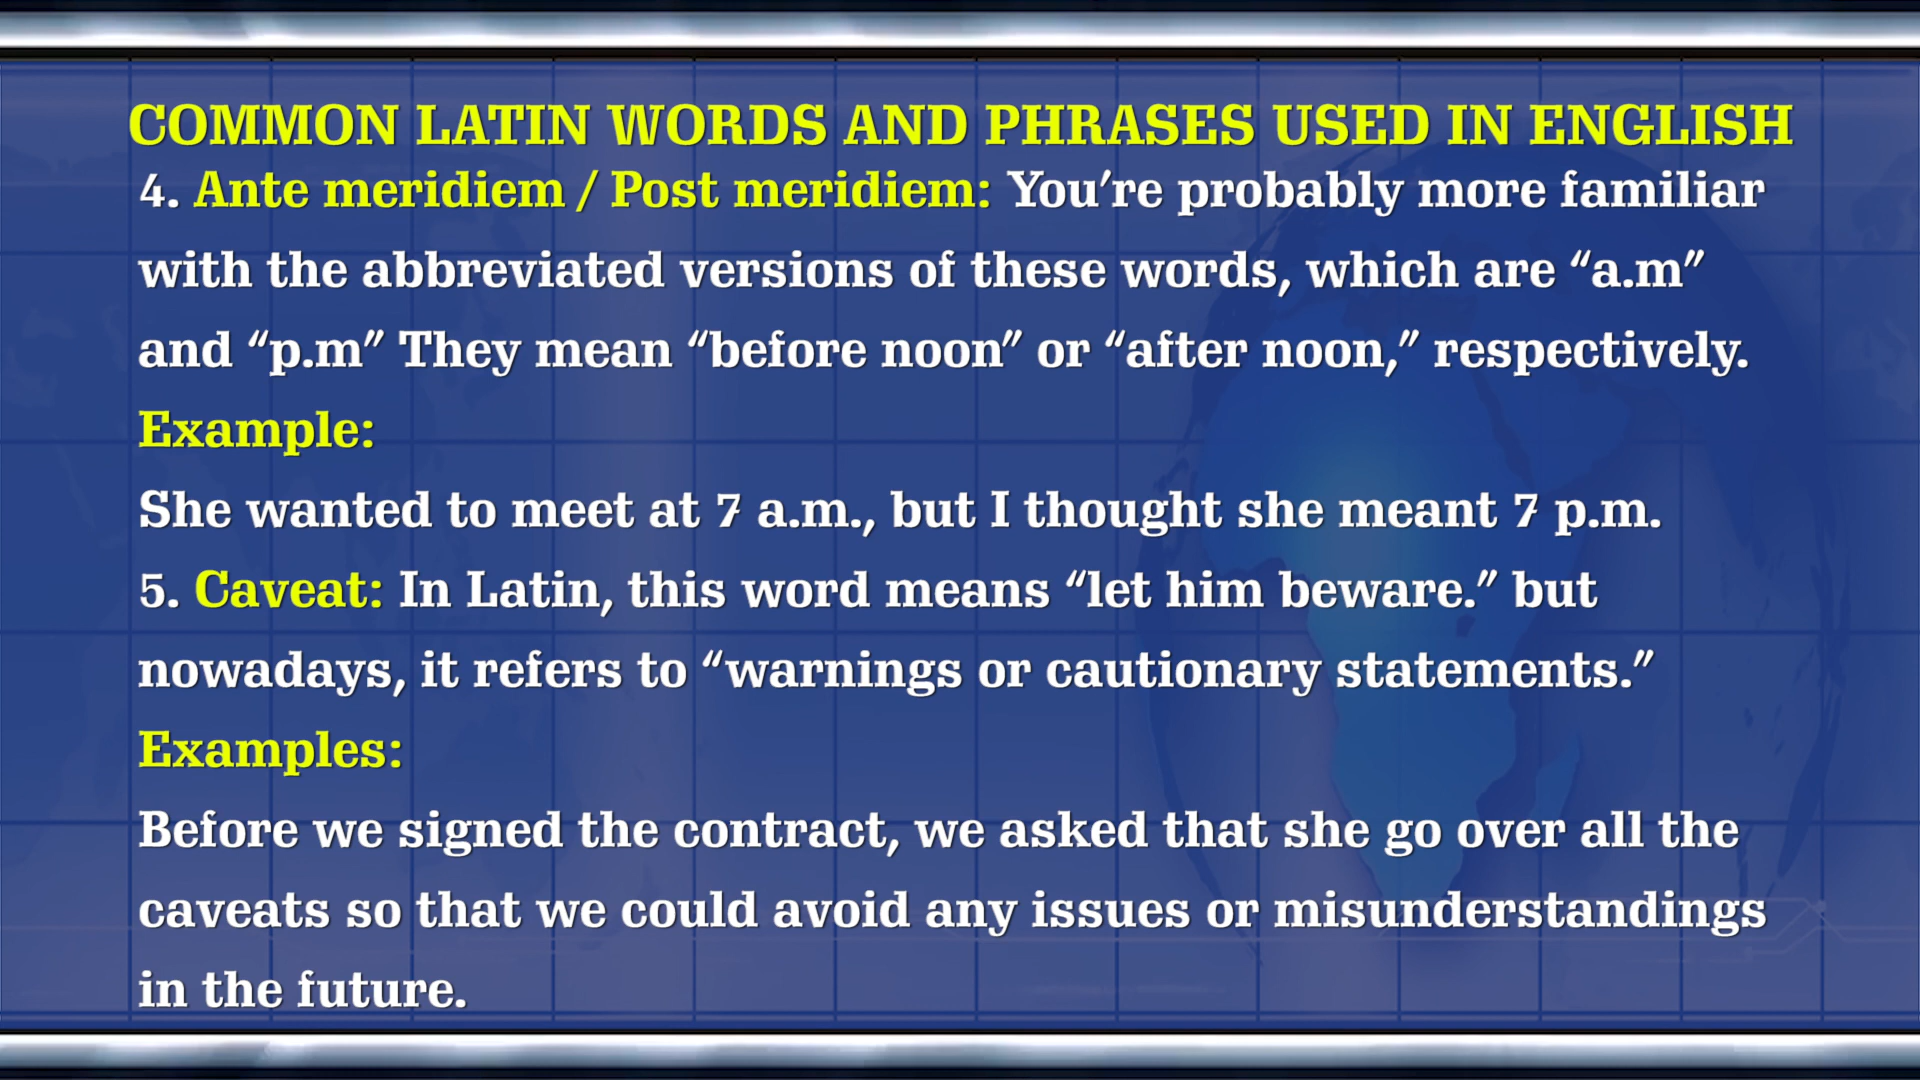 COMMON LATIN WORDS AND PHRASES USED IN ENGLISH
4. Ante meridiem / Post meridiem: You’re probably more familiar
with the abbreviated versions of these words, which are “a.m”
and “p.m” They mean “before noon” or “after noon,” respectively.
Example:
She wanted to meet at 7 a.m., but I thought she meant 7 p.m.
5. Caveat: In Latin, this word means “let him beware.” but
nowadays, it refers to “warnings or cautionary statements.”
Examples:
Before we signed the contract, we asked that she go over all the
caveats so that we could avoid any issues or misunderstandings
in the future.